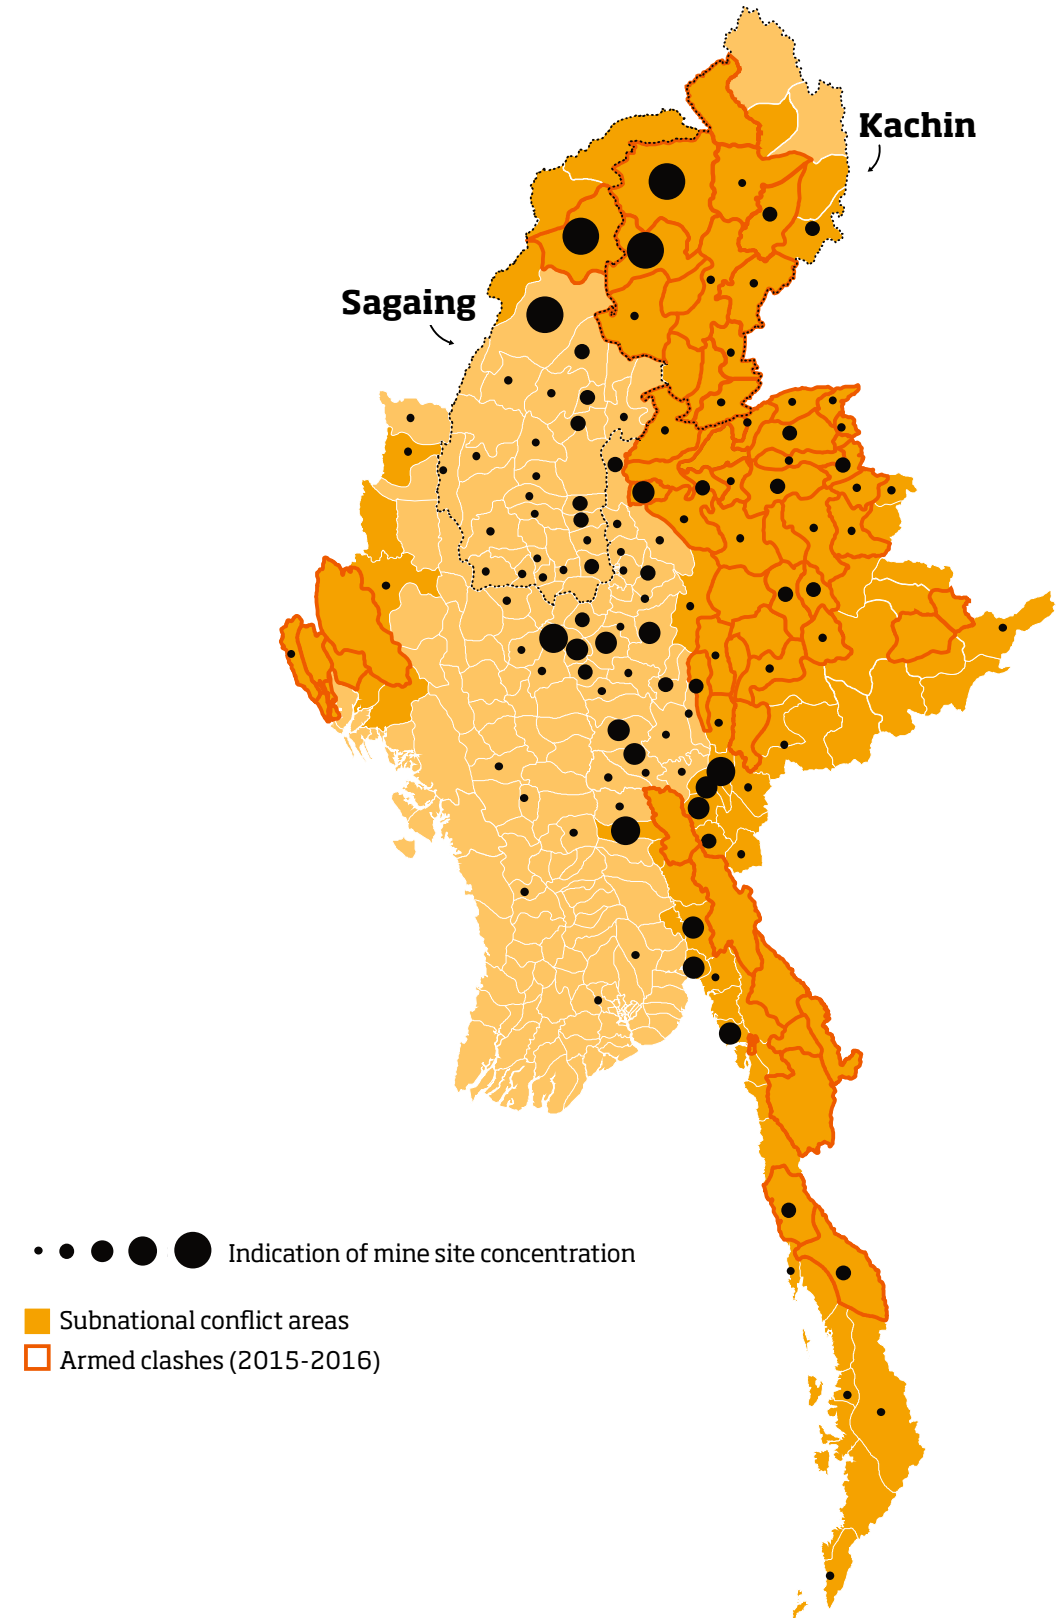 Kachin
Sagaing
Indication of mine site concentration
Subnational conflict areas
Armed clashes (2015-2016)